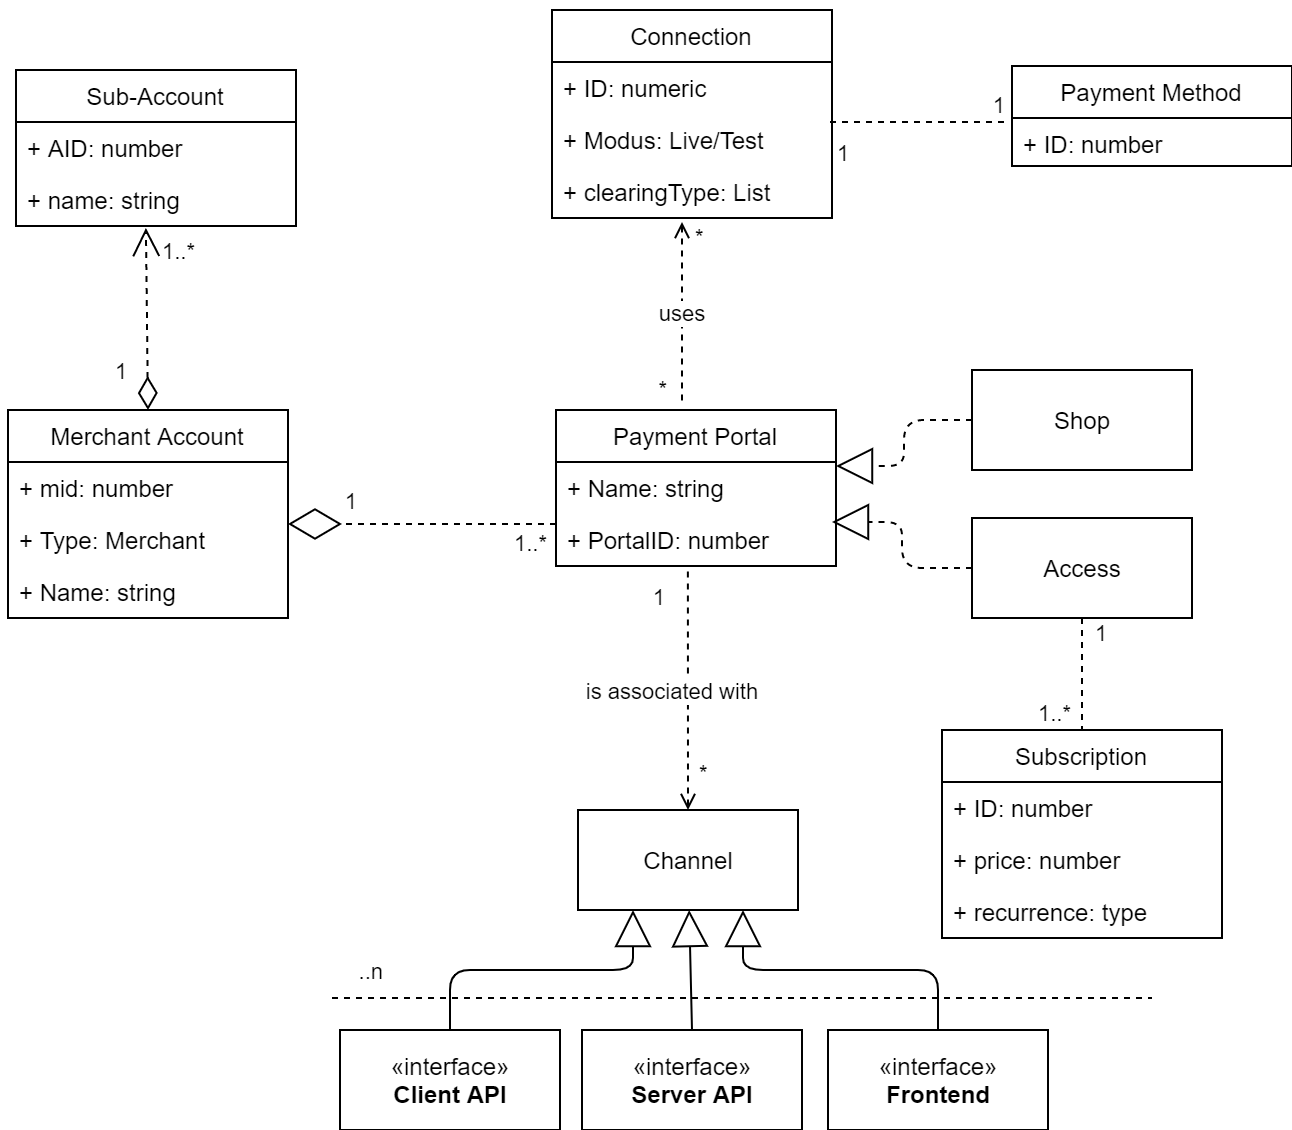 Connection
+ ID: numeric
+ Modus: Live/Test
+ clearingType: List
1
1
Payment Method
+ ID: number
Sub-Account
+ AID: number
+ name: string
1..*
1
*
uses
*
Merchant Account
+ mid: number
+ Type: Merchant
+ Name: string
1
1..*
Payment Portal
+ Name: string
+ PortalID: number
Shop
Access
1
1..*
Subscription
+ ID: number
+ price: number
+ recurrence: type
1
is associated with
*
Channel
..n
«interface»
Client API
«interface»
Server API
«interface»
Frontend